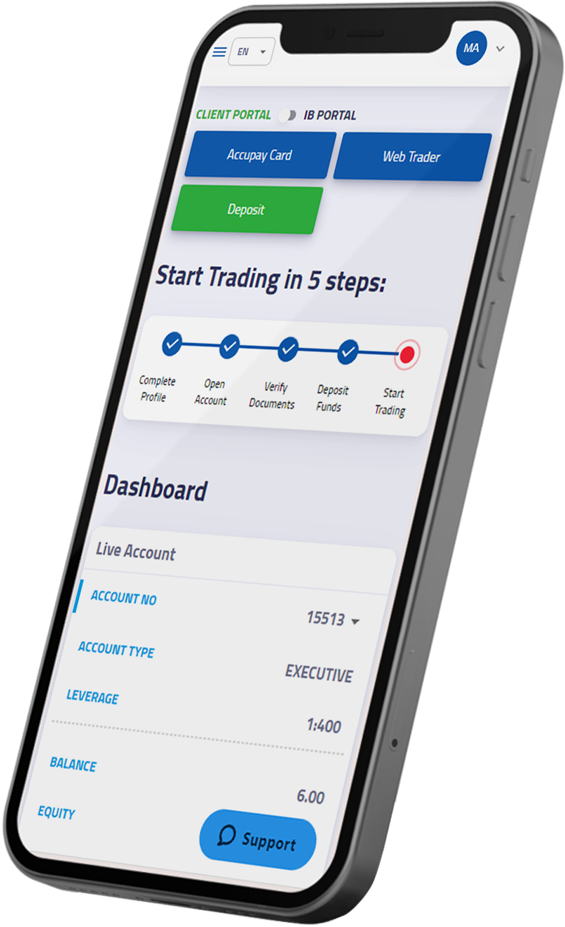 EN
MA
CLIENT PORTAL IB PORTAL
Accupay Card
Web Trader
Deposit
Start Trading in 5 steps:
Complete Profile
Open Account
Verify Documents
Deposit Funds
Start Trading
Dashboard
Live Account
ACCOUNT NO 15513
ACCOUNT TYPE EXECUTIVE
LEVERAGE 1:400
BALANCE 6.00
EQUITY
Support